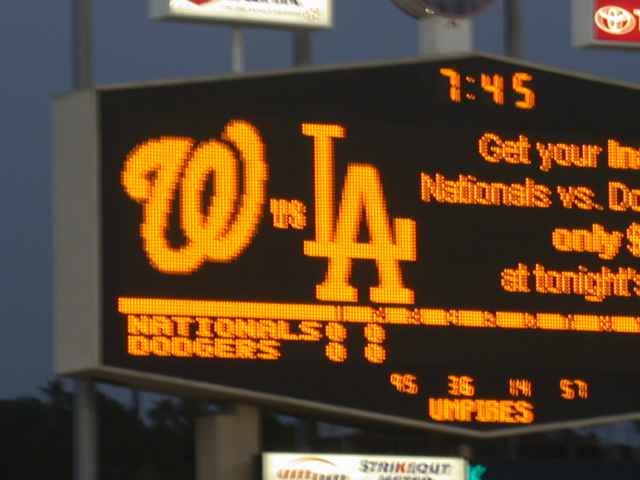 7:45
W vs LA
Get your
Nationals vs.
only $
at tonight's
NATIONALS 0 0
DODGERS 0 0
95 36 141 57
UMPIRES
STRIKEOUT